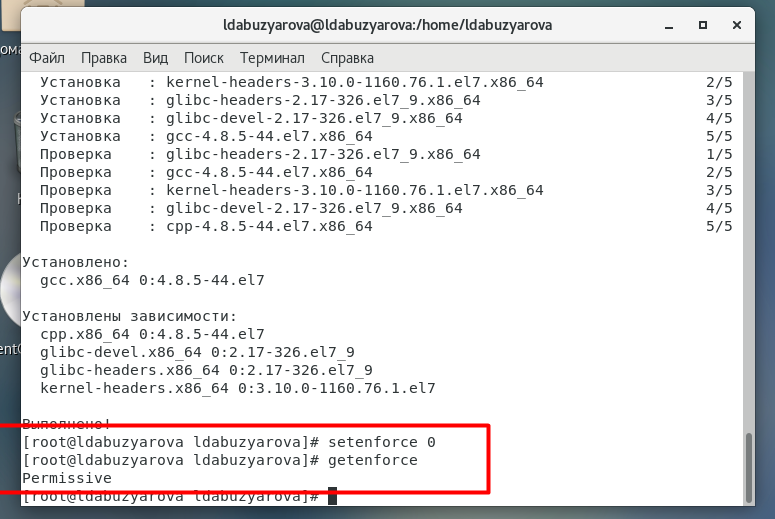 ldabuzyarova@ldabuzyarova:/home/ldabuzyarova
Файл Правка Вид Поиск Терминал Справка
Установка : kernel-headers-3.10.0-1160.76.1.el7.x86_64 2/5
Установка : glibc-headers-2.17-326.el7_9.x86_64 3/5
Установка : glibc-devel-2.17-326.el7_9.x86_64 4/5
Установка : gcc-4.8.5-44.el7.x86_64 5/5
Проверка : glibc-headers-2.17-326.el7_9.x86_64 1/5
Проверка : gcc-4.8.5-44.el7.x86_64 2/5
Проверка : kernel-headers-3.10.0-1160.76.1.el7.x86_64 3/5
Проверка : glibc-devel-2.17-326.el7_9.x86_64 4/5
Проверка : cpp-4.8.5-44.el7.x86_64 5/5
Установлено:
gcc.x86_64 0:4.8.5-44.el7
Установлены зависимости:
cpp.x86_64 0:4.8.5-44.el7
glibc-devel.x86_64 0:2.17-326.el7_9
glibc-headers.x86_64 0:2.17-326.el7_9
kernel-headers.x86_64 0:3.10.0-1160.76.1.el7
Выполнено!
[root@ldabuzyarova ldabuzyarova]# setenforce 0
[root@ldabuzyarova ldabuzyarova]# getenforce
Permissive
[root@ldabuzyarova ldabuzyarova]#